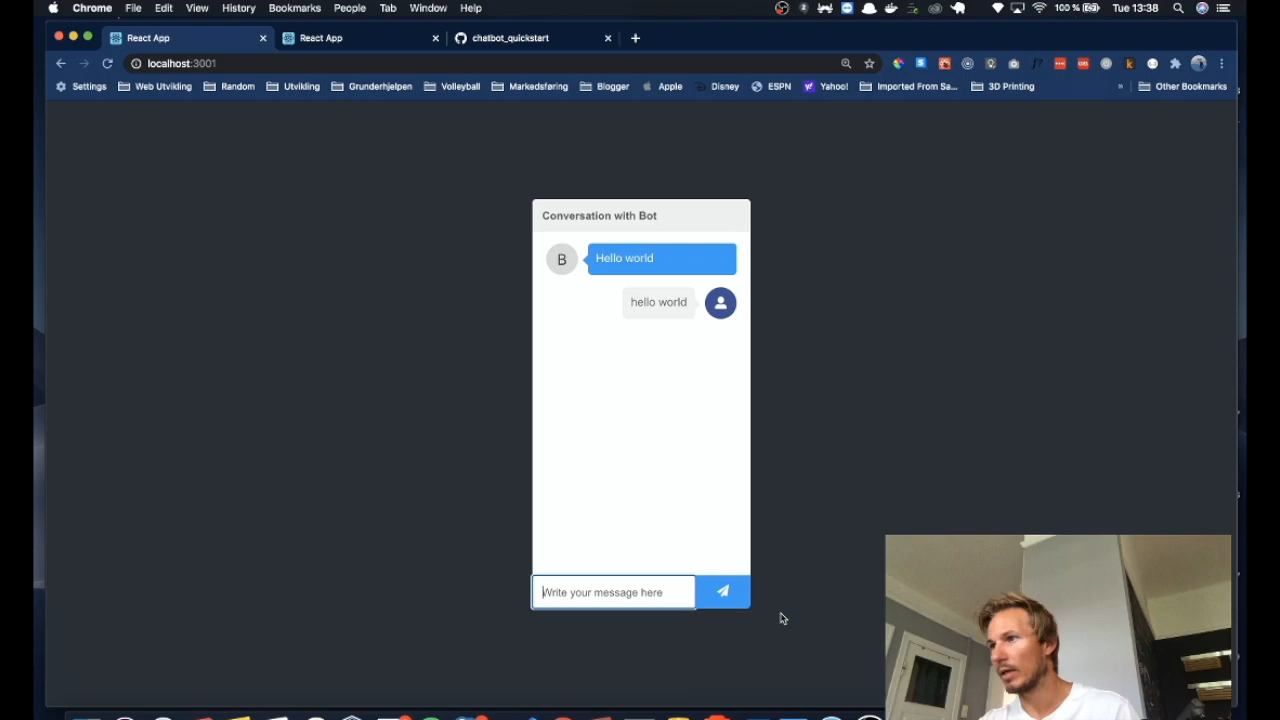 Chrome File Edit View History Bookmarks People Tab Window Help 100 % Tue 13:38
React App React App chatbot_quickstart
localhost:3001
Settings Web Utvikling Random Utvikling Grunderhjelpen Volleyball Markedsføring Blogger Apple Disney ESPN Yahoo! Imported From Sa... 3D Printing » Other Bookmarks
Conversation with Bot
B Hello world
hello world
Write your message here